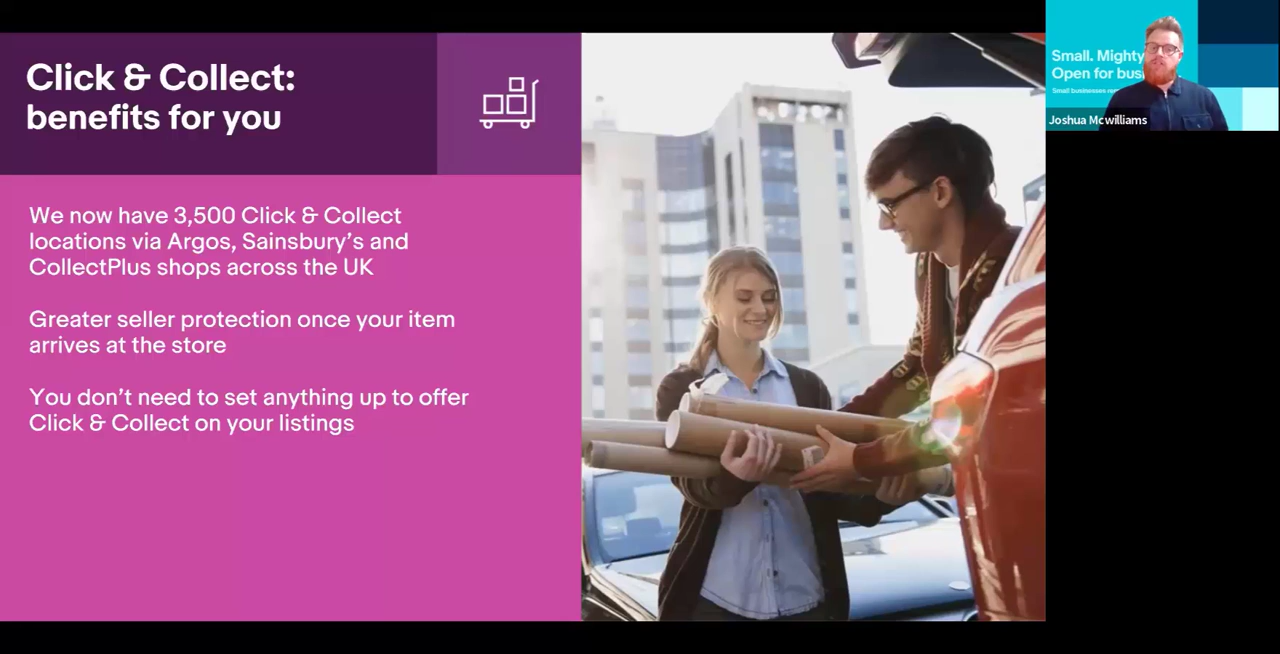 Click & Collect:
benefits for you
We now have 3,500 Click & Collect
locations via Argos, Sainsbury's and
CollectPlus shops across the UK
Greater seller protection once your item
arrives at the store
You don't need to set anything up to offer
Click & Collect on your listings
Small. Mighty
Open for
Small businesses
Joshua Mcwilliams